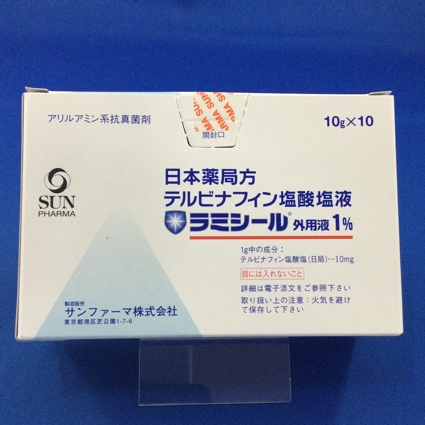 アリルアミン系抗真菌剤
SUN PHARMA SUN
開封口
10g×10
SUN
PHARMA
日本薬局方
テルビナフィン塩酸塩液
ラミシール® 外用液1%
1g中の成分：
テルビナフィン塩酸塩(日局)…10mg
目には入れないこと
詳細は電子添文をご参照下さい
取り扱い上の注意：火気を避け
て保存して下さい
製造販売
サンファーマ株式会社
東京都港区芝公園1-7-6